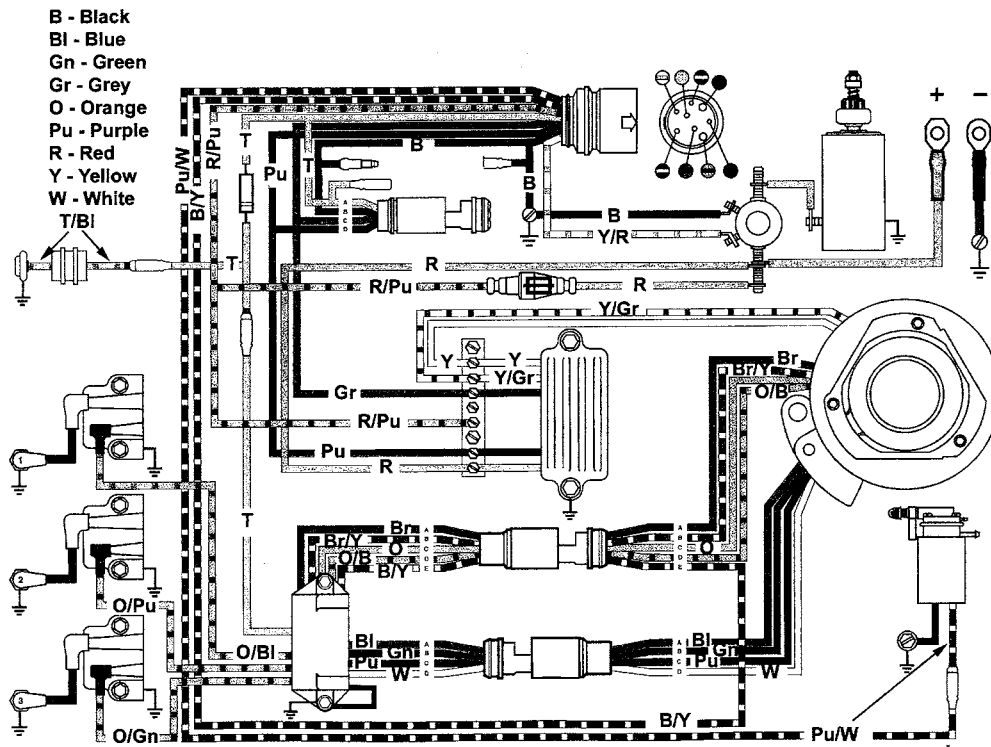 B - Black
Bl - Blue
Gn - Green
Gr - Grey
O - Orange
Pu - Purple
R - Red
Y - Yellow
W - White
T/Bl
Pu/W
B/Y
R/Pu
T
Pu
T
B
B
+
−
A
B
C
D
B
Y/R
T
R
R/Pu
R
Y/Gr
Y
Y
Y/Gr
Gr
R/Pu
Pu
R
Br
Br/Y
O/B
1
T
Br
Br/Y
O
O/B
B/Y
A
B
C
D
E
A
B
C
D
E
O
2
O/Pu
O/Bl
Bl
Gn
Pu
W
A
B
C
D
A
B
C
D
Bl
Gn
Pu
W
3
O/Gn
B/Y
Pu/W